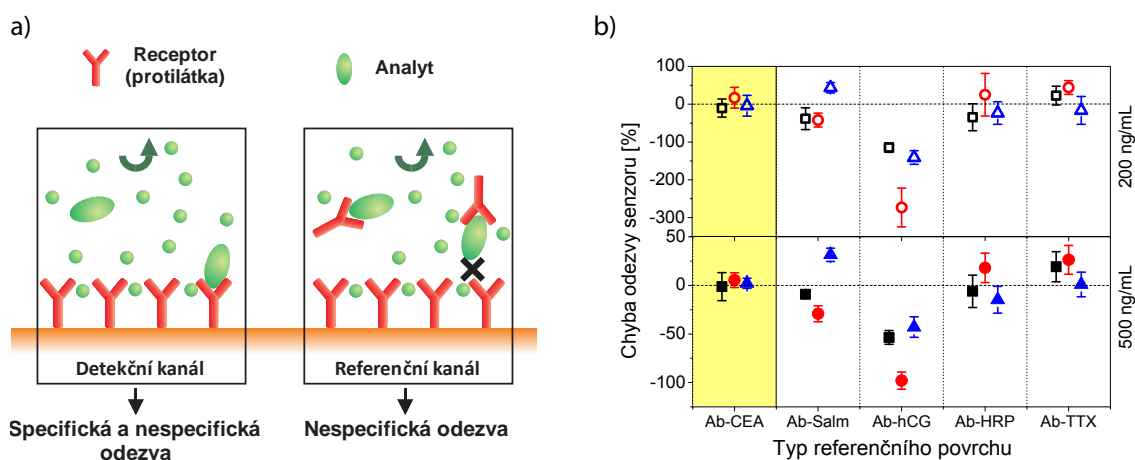 a)
Receptor
(protilátka)
Analyt
Detekční kanál
Referenční kanál
Specifická a nespecifická
odezva
Nespecifická odezva
b)
100
0
-100
-200
-300
50
0
-50
-100
Chyba odezvy senzoru [%]
200 ng/mL
500 ng/mL
Ab-CEA Ab-Salm Ab-hCG Ab-HRP Ab-TTX
Typ referenčního povrchu